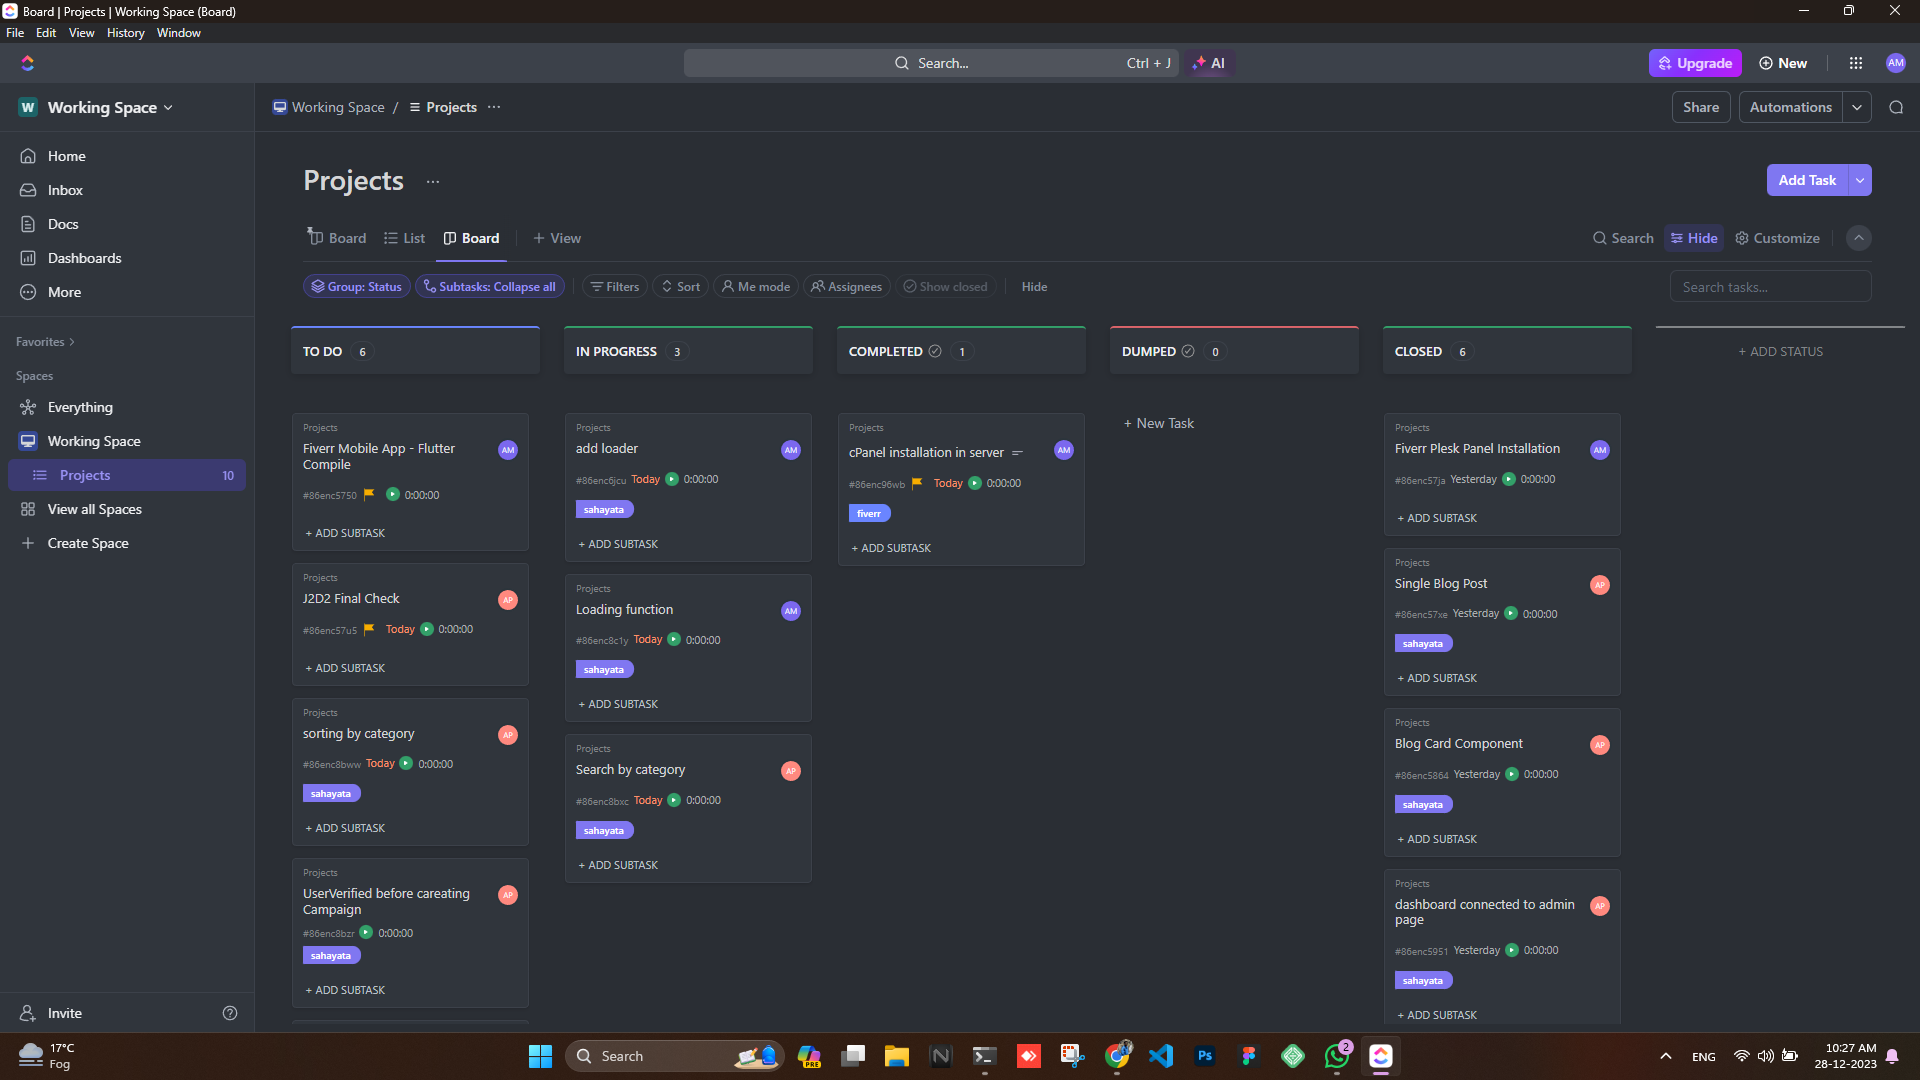 Board | Projects | Working Space (Board)
File Edit View History Window
Search... Ctrl + J AI
Upgrade New AM
W Working Space
Home
Inbox
Docs
Dashboards
More
Favorites
Spaces
Everything
Working Space
Projects 10
View all Spaces
Create Space
Invite
Working Space / Projects ...
Share Automations
Projects ...
Add Task
Board List Board + View
Search Hide Customize
Group: Status Subtasks: Collapse all Filters Sort Me mode Assignees Show closed Hide
Search tasks...
TO DO 6
Projects
Fiverr Mobile App - Flutter
Compile
AM
#86enc5750 0:00:00
+ ADD SUBTASK
Projects
J2D2 Final Check
AP
#86enc57u5 Today 0:00:00
+ ADD SUBTASK
Projects
sorting by category
AP
#86enc8bww Today 0:00:00
sahayata
+ ADD SUBTASK
Projects
UserVerified before careating
Campaign
AP
#86enc8bzr 0:00:00
sahayata
+ ADD SUBTASK
IN PROGRESS 3
Projects
add loader
AM
#86enc6jcu Today 0:00:00
sahayata
+ ADD SUBTASK
Projects
Loading function
AM
#86enc8c1y Today 0:00:00
sahayata
+ ADD SUBTASK
Projects
Search by category
AP
#86enc8bxc Today 0:00:00
sahayata
+ ADD SUBTASK
COMPLETED 1
Projects
cPanel installation in server
AM
#86enc96wb Today 0:00:00
fiverr
+ ADD SUBTASK
DUMPED 0
+ New Task
CLOSED 6
Projects
Fiverr Plesk Panel Installation
AM
#86enc57ja Yesterday 0:00:00
+ ADD SUBTASK
Projects
Single Blog Post
AP
#86enc57xe Yesterday 0:00:00
sahayata
+ ADD SUBTASK
Projects
Blog Card Component
AP
#86enc5864 Yesterday 0:00:00
sahayata
+ ADD SUBTASK
Projects
dashboard connected to admin
page
AP
#86enc5951 Yesterday 0:00:00
sahayata
+ ADD SUBTASK
+ ADD STATUS
17°C
Fog
Search
PRE
Ps
2
ENG
10:27 AM
28-12-2023